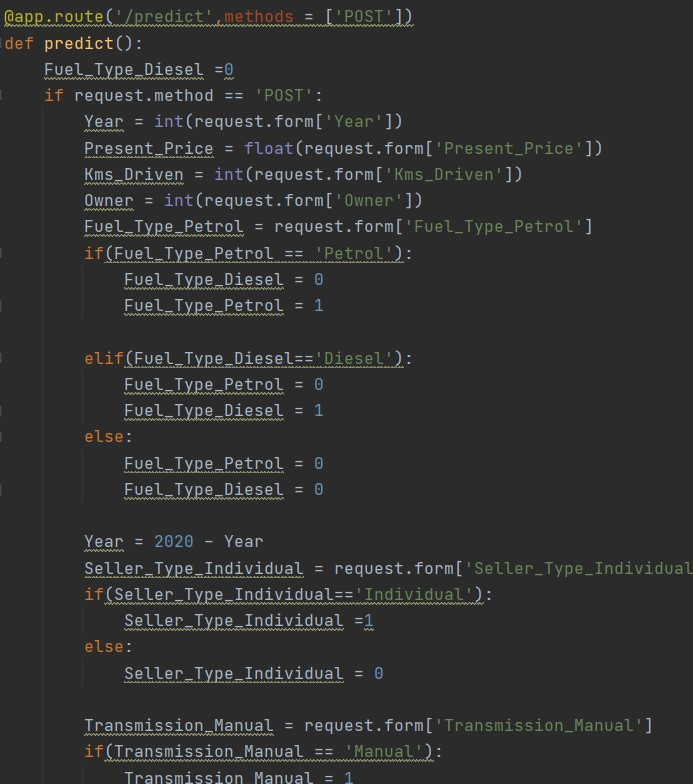 @app.route('/predict',methods = ['POST'])
def predict():
    Fuel_Type_Diesel =0
    if request.method == 'POST':
        Year = int(request.form['Year'])
        Present_Price = float(request.form['Present_Price'])
        Kms_Driven = int(request.form['Kms_Driven'])
        Owner = int(request.form['Owner'])
        Fuel_Type_Petrol = request.form['Fuel_Type_Petrol']
        if(Fuel_Type_Petrol == 'Petrol'):
            Fuel_Type_Diesel = 0
            Fuel_Type_Petrol = 1
        elif(Fuel_Type_Diesel=='Diesel'):
            Fuel_Type_Petrol = 0
            Fuel_Type_Diesel = 1
        else:
            Fuel_Type_Petrol = 0
            Fuel_Type_Diesel = 0
        Year = 2020 - Year
        Seller_Type_Individual = request.form['Seller_Type_Individual
        if(Seller_Type_Individual=='Individual'):
            Seller_Type_Individual =1
        else:
            Seller_Type_Individual = 0
        Transmission_Manual = request.form['Transmission_Manual']
        if(Transmission_Manual == 'Manual'):
            Transmission_Manual = 1